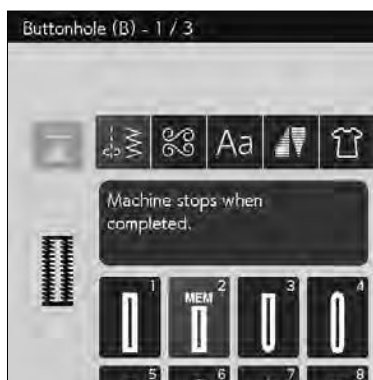 Buttonhole (B) - 1 / 3
Aa
Machine stops when
completed.
1 2 3 4
MEM
5 6 7 8